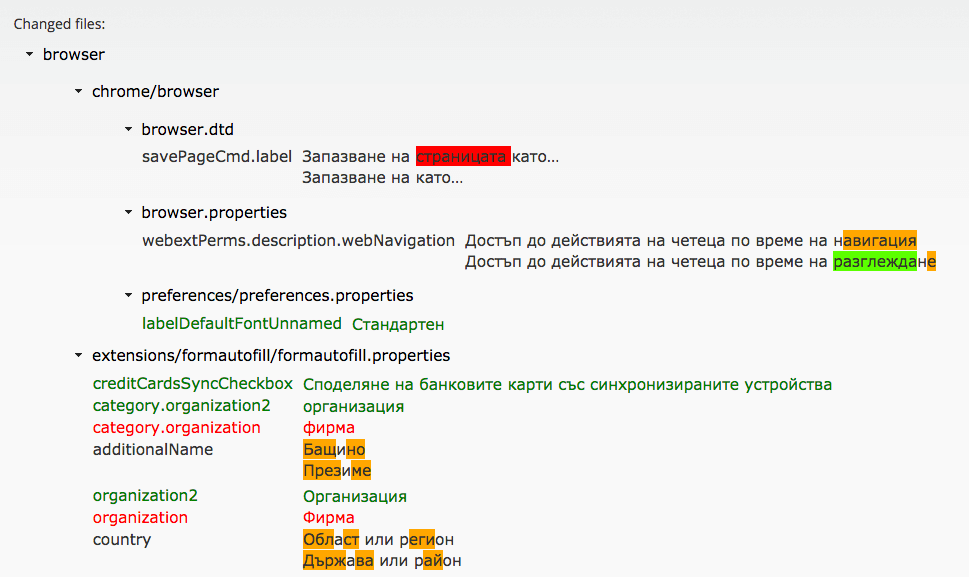 Changed files:
browser
chrome/browser
browser.dtd
savePageCmd.label Запазване на страницата като...
Запазване на като...
browser.properties
webextPerms.description.webNavigation Достъп до действията на четеца по време на навигация
Достъп до действията на четеца по време на разглеждане
preferences/preferences.properties
labelDefaultFontUnnamed Стандартен
extensions/formautofill/formautofill.properties
creditCardsSyncCheckbox Споделяне на банковите карти със синхронизираните устройства
category.organization2 организация
category.organization фирма
additionalName Бащино
Презиме
organization2 Организация
organization Фирма
country Област или регион
Държава или район